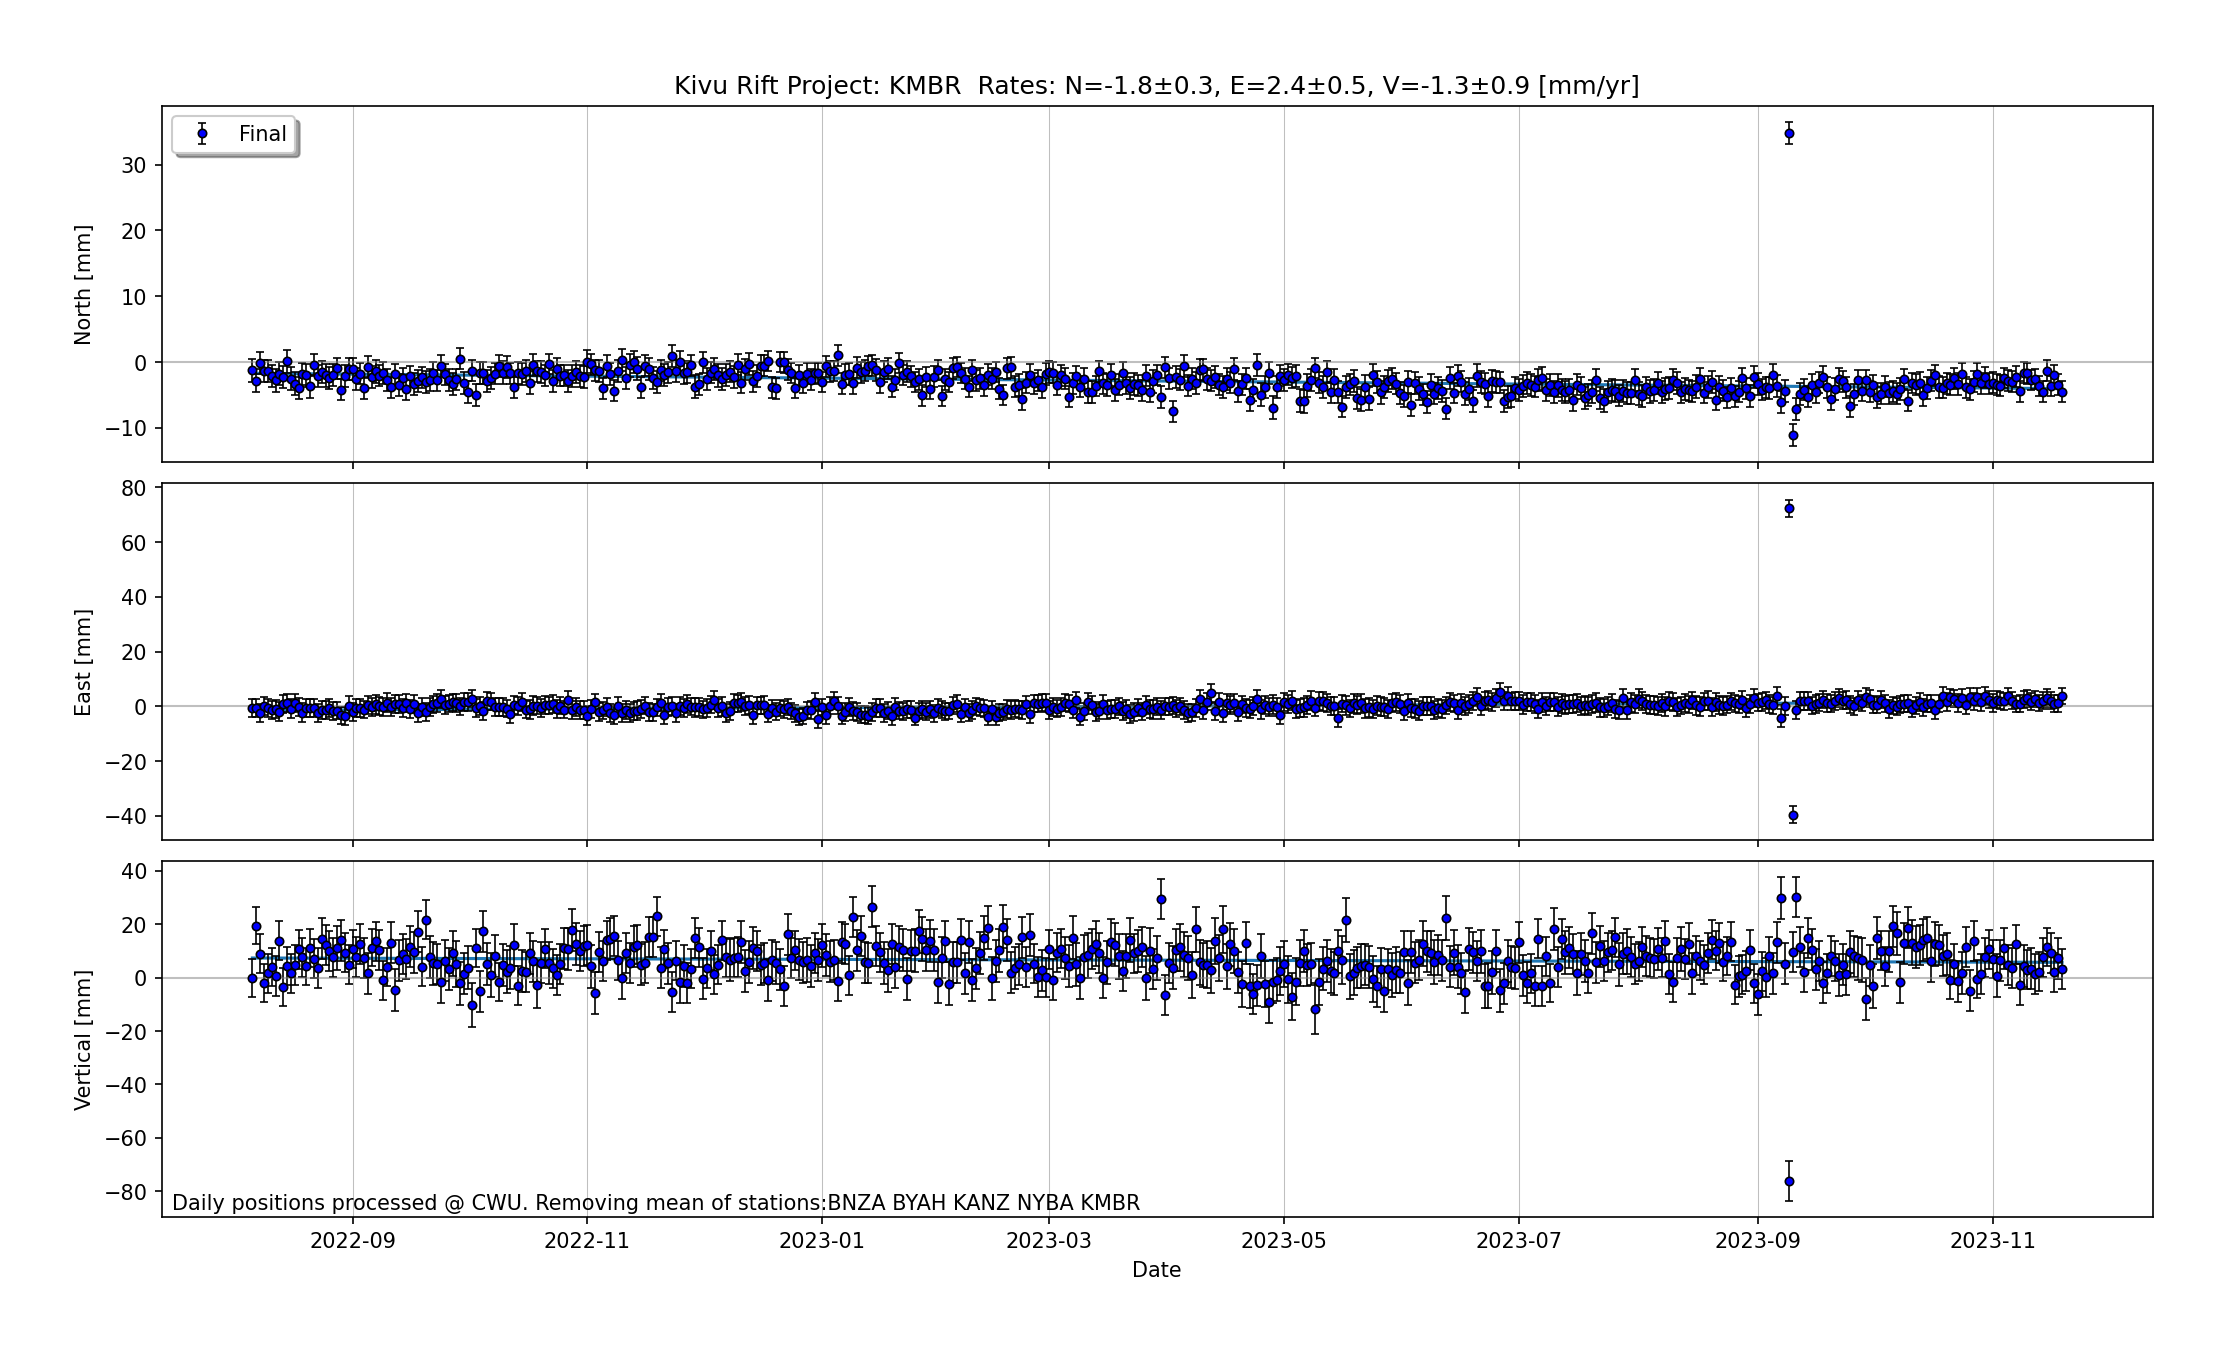 Kivu Rift Project: KMBR  Rates: N=-1.8±0.3, E=2.4±0.5, V=-1.3±0.9 [mm/yr]
Final
North [mm]
30
20
10
0
−10
East [mm]
80
60
40
20
0
−20
−40
Vertical [mm]
40
20
0
−20
−40
−60
−80
Daily positions processed @ CWU. Removing mean of stations:BNZA BYAH KANZ NYBA KMBR
2022-09 2022-11 2023-01 2023-03 2023-05 2023-07 2023-09 2023-11
Date